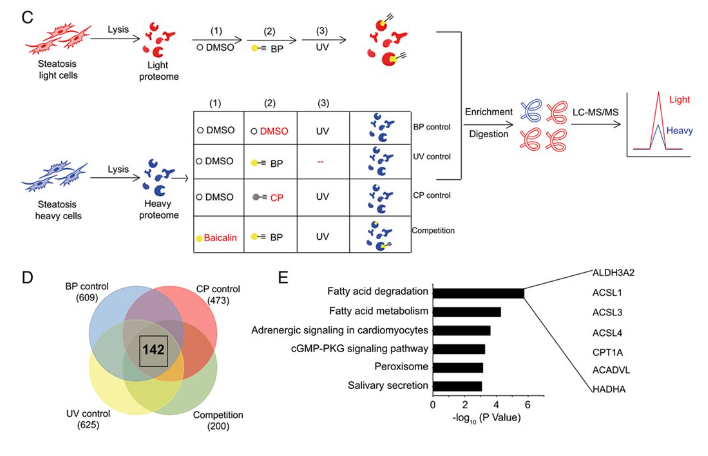 C
Steatosis
light cells
Lysis
Light
proteome
(1)
DMSO
(2)
BP
(3)
UV
(1) (2) (3)
DMSO DMSO UV BP control
DMSO BP -- UV control
DMSO CP UV CP control
Baicalin BP UV Competition
Steatosis
heavy cells
Lysis
Heavy
proteome
Enrichment
Digestion
LC-MS/MS
Light
Heavy
D
BP control
(609)
CP control
(473)
142
UV control
(625)
Competition
(200)
E
Fatty acid degradation
Fatty acid metabolism
Adrenergic signaling in cardiomyocytes
cGMP-PKG signaling pathway
Peroxisome
Salivary secretion
0 2 4 6
-log10 (P Value)
ALDH3A2
ACSL1
ACSL3
ACSL4
CPT1A
ACADVL
HADHA